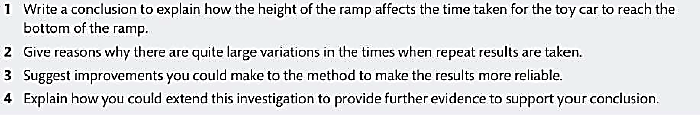 1 Write a conclusion to explain how the height of the ramp affects the time taken for the toy car to reach the
bottom of the ramp.
2 Give reasons why there are quite large variations in the times when repeat results are taken.
3 Suggest improvements you could make to the method to make the results more reliable.
4 Explain how you could extend this investigation to provide further evidence to support your conclusion.